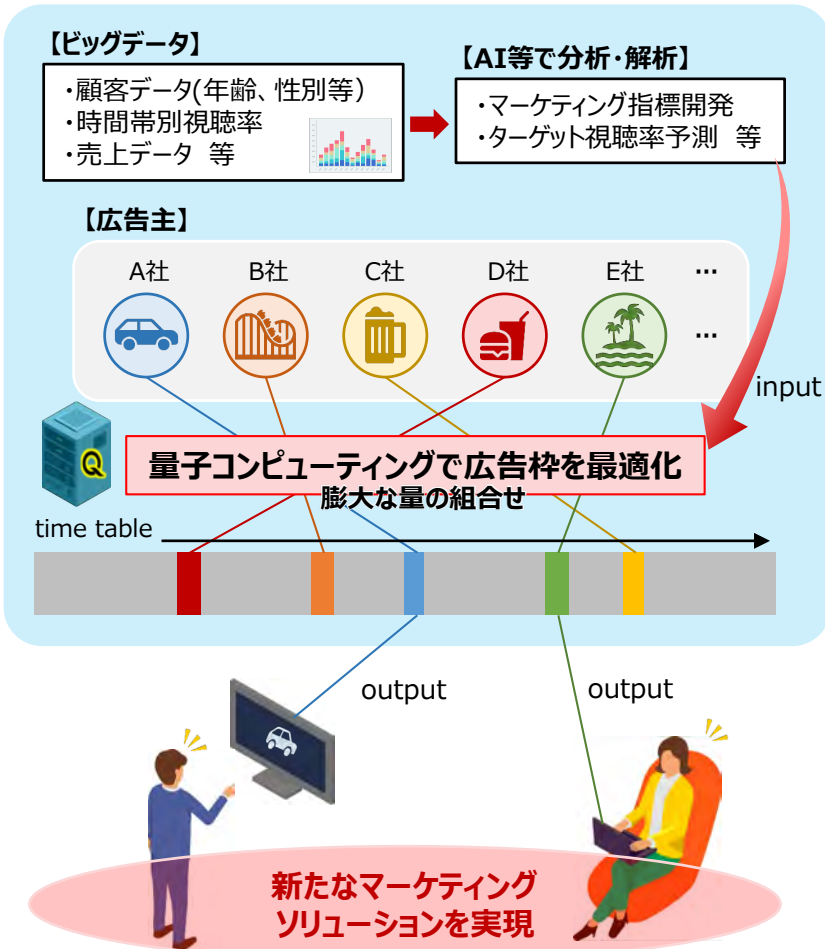 【ビッグデータ】
・顧客データ(年齢、性別等)
・時間帯別視聴率
・売上データ 等
【AI等で分析・解析】
・マーケティング指標開発
・ターゲット視聴率予測 等
【広告主】
A社 B社 C社 D社 E社 …
…
input
Q
量子コンピューティングで広告枠を最適化
膨大な量の組合せ
time table
output output
新たなマーケティング
ソリューションを実現